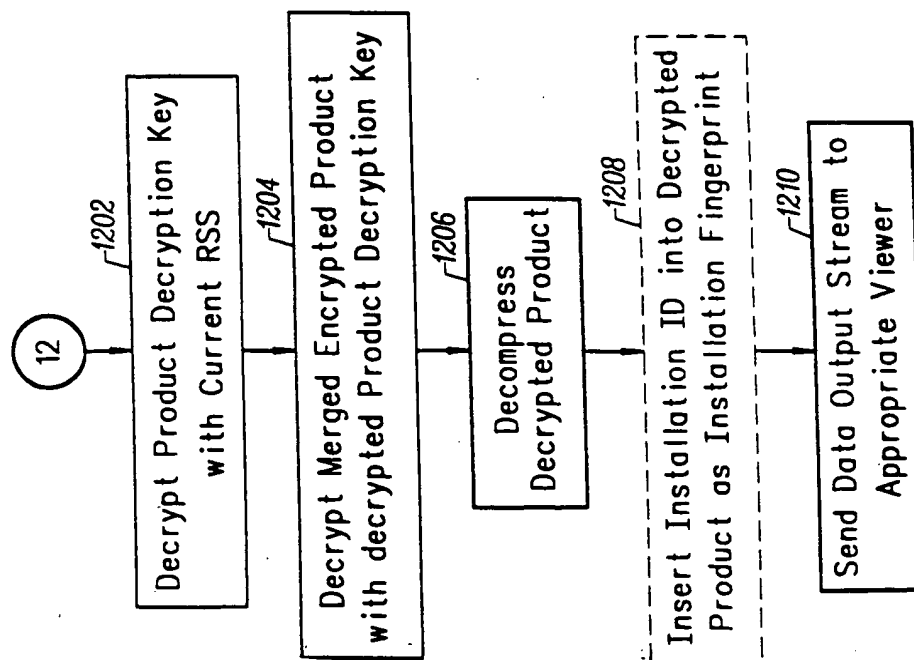 12
1202
Decrypt Product Decryption Key
with Current RSS
1204
Decrypt Merged Encrypted Product
with decrypted Product Decryption Key
1206
Decompress
Decrypted Product
1208
Insert Installation ID into Decrypted
Product as Installation Fingerprint
1210
Send Data Output Stream to
Appropriate Viewer